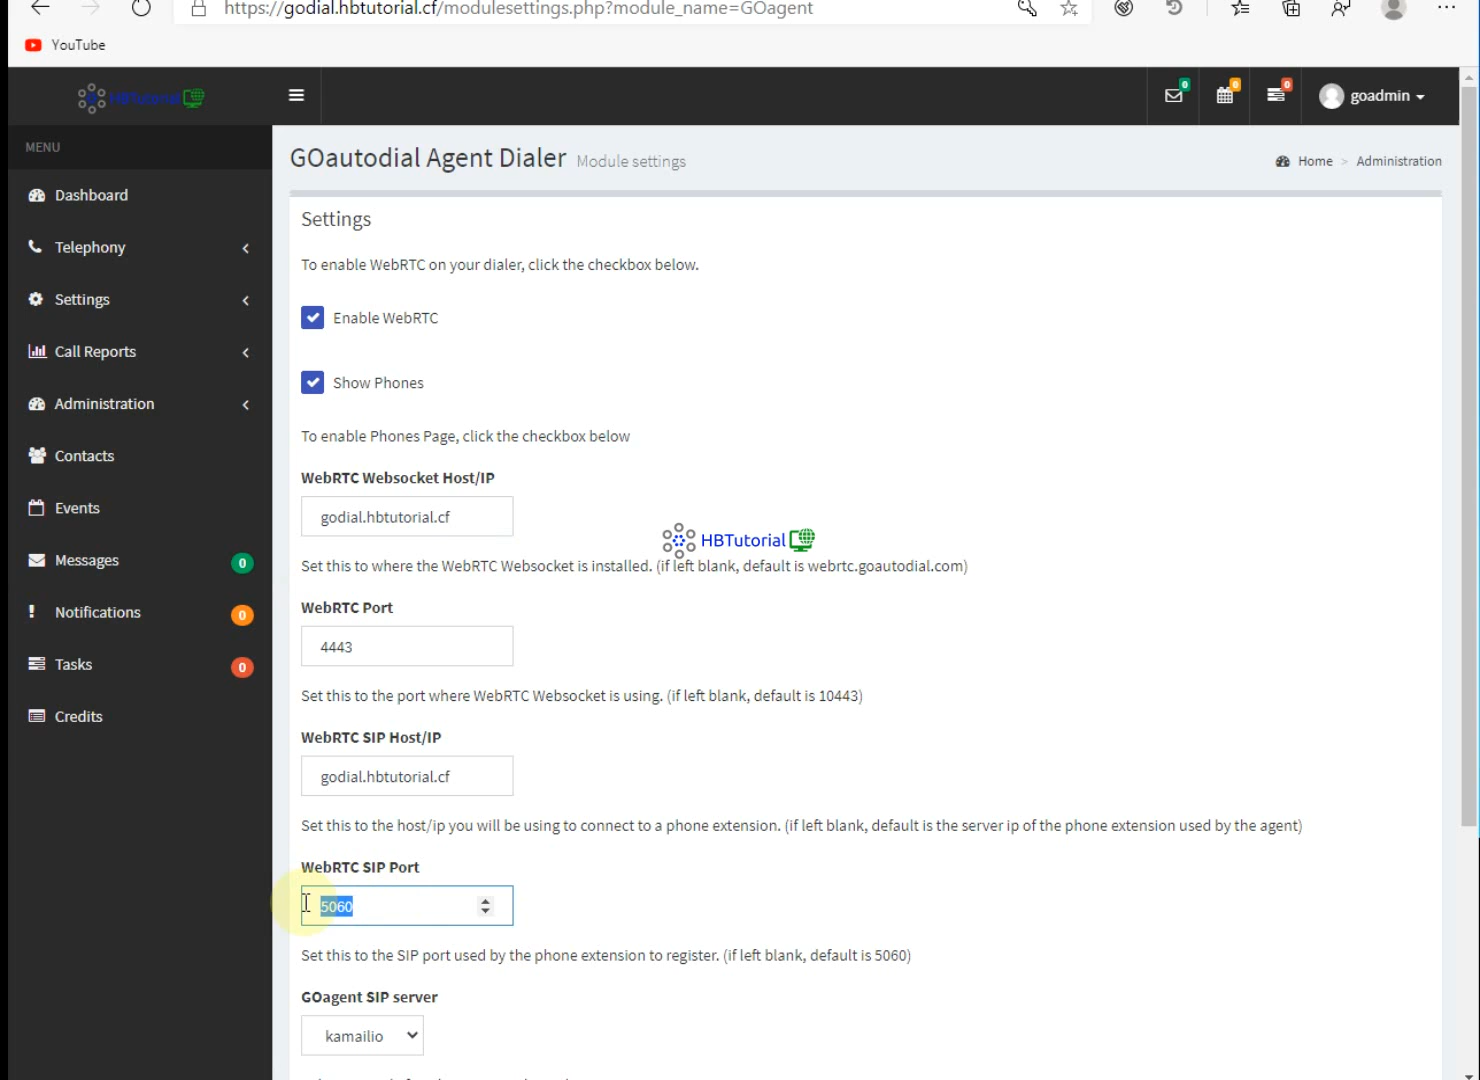 https://godial.hbtutorial.cf/modulesettings.php?module_name=GOagent
YouTube
HBTutorial
0
0
0
goadmin
MENU
GOautodial Agent Dialer Module settings
Home > Administration
Dashboard
Telephony
Settings
Call Reports
Administration
Contacts
Events
Messages
0
Notifications
0
Tasks
0
Credits
Settings
To enable WebRTC on your dialer, click the checkbox below.
Enable WebRTC
Show Phones
To enable Phones Page, click the checkbox below
WebRTC Websocket Host/IP
godial.hbtutorial.cf
HBTutorial
Set this to where the WebRTC Websocket is installed. (if left blank, default is webrtc.goautodial.com)
WebRTC Port
4443
Set this to the port where WebRTC Websocket is using. (if left blank, default is 10443)
WebRTC SIP Host/IP
godial.hbtutorial.cf
Set this to the host/ip you will be using to connect to a phone extension. (if left blank, default is the server ip of the phone extension used by the agent)
WebRTC SIP Port
5060
Set this to the SIP port used by the phone extension to register. (if left blank, default is 5060)
GOagent SIP server
kamailio